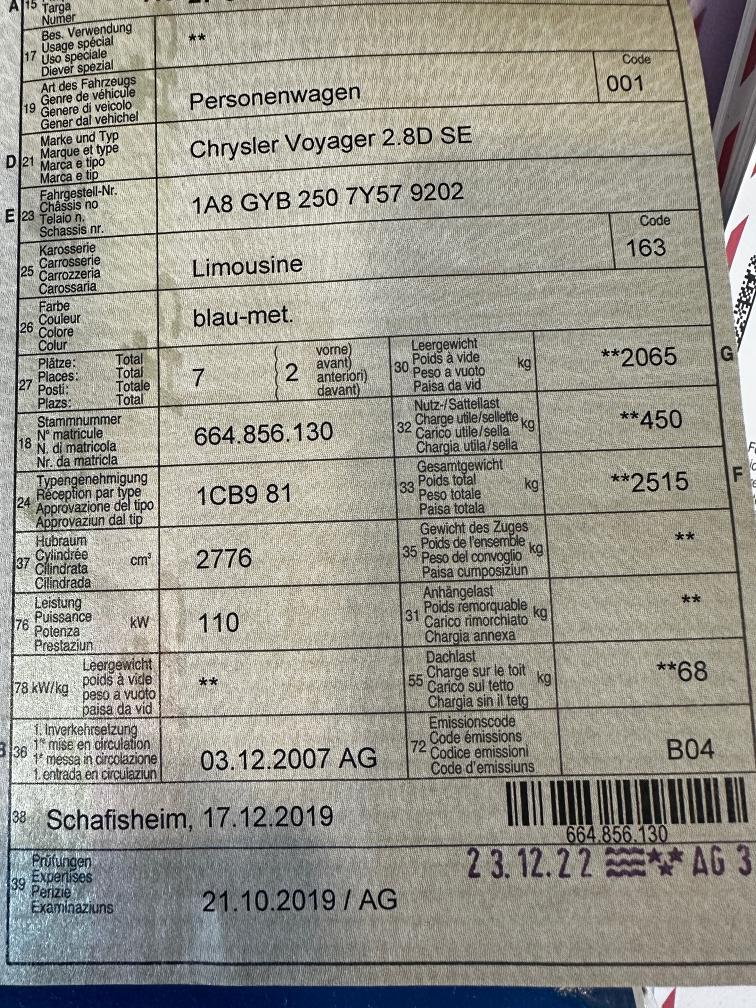 A 15 Targa
Numer
17 Bes. Verwendung
Usage spécial
Uso speciale
Diever spezial
**
19 Art des Fahrzeugs
Genre de véhicule
Genere di veicolo
Gener dal vehichel
Personenwagen
Code
001
D 21 Marke und Typ
Marque et type
Marca e tipo
Marca e tip
Chrysler Voyager 2.8D SE
E 23 Fahrgestell-Nr.
Châssis no
Telaio n.
Schassis nr.
1A8 GYB 250 7Y57 9202
25 Karosserie
Carrosserie
Carrozzeria
Carossaria
Limousine
Code
163
26 Farbe
Couleur
Colore
Colur
blau-met.
27 Plätze: Total
Places: Total
Posti: Totale
Plazs: Total
7
2
vorne)
avant)
anteriori)
davant)
30 Leergewicht
Poids à vide
Peso a vuoto
Paisa da vid
kg
**2065
G
18 Stammnummer
N° matricule
N. di matricola
Nr. da matricla
664.856.130
32 Nutz-/Sattellast
Charge utile/sellette
Carico utile/sella
Chargia utila/sella
kg
**450
24 Typengenehmigung
Réception par type
Approvazione del tipo
Approvaziun dal tip
1CB9 81
33 Gesamtgewicht
Poids total
Peso totale
Paisa totala
kg
**2515
F
37 Hubraum
Cylindrée
Cilindrata
Cilindrada
cm³
2776
35 Gewicht des Zuges
Poids de l'ensemble
Peso del convoglio
Paisa cumposiziun
kg
**
76 Leistung
Puissance
Potenza
Prestaziun
kW
110
31 Anhängelast
Poids remorquable
Carico rimorchiato
Chargia annexa
kg
**
78 kW/kg
Leergewicht
poids à vide
peso a vuoto
paisa da vid
**
55 Dachlast
Charge sur le toit
Carico sul tetto
Chargia sin il tetg
kg
**68
B 36 1. Inverkehrsetzung
1re mise en circulation
1a messa in circolazione
1. entrada en circulaziun
03.12.2007 AG
72 Emissionscode
Code émissions
Codice emissioni
Code d'emissiuns
B04
38 Schafisheim, 17.12.2019
664.856.130
23.12.22 AG 3
39 Prüfungen
Expertises
Perizie
Examinaziuns
21.10.2019 / AG